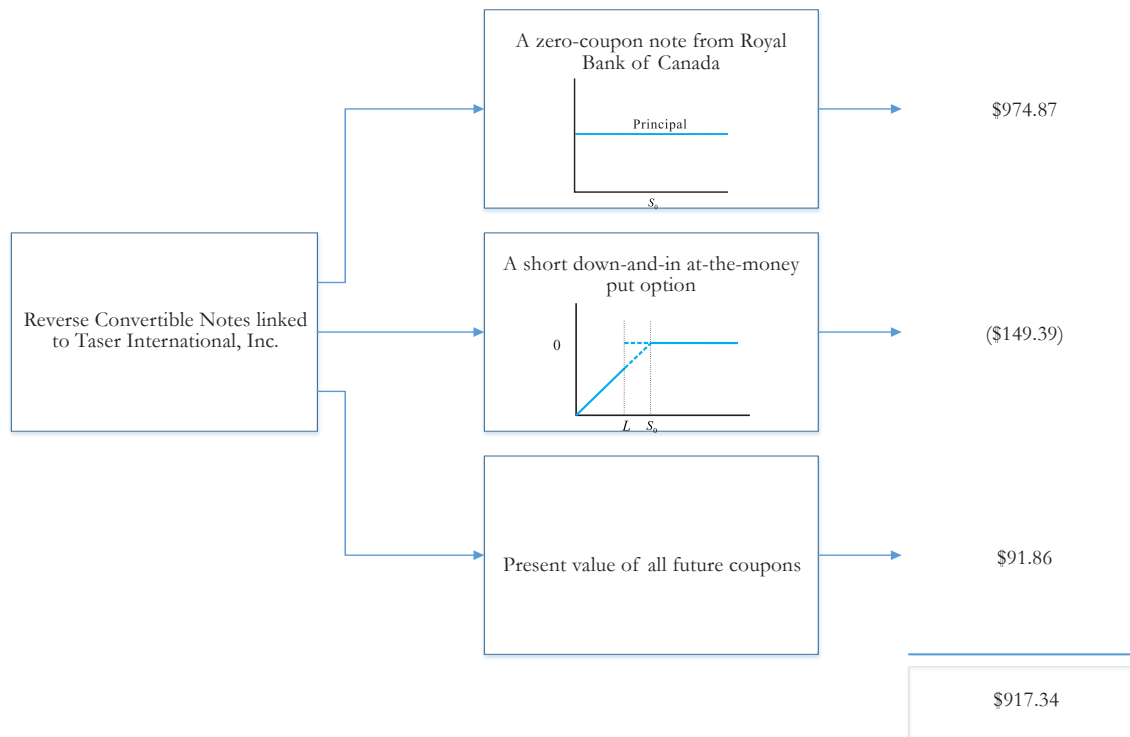 A zero-coupon note from Royal
Bank of Canada
Principal
S₀
$974.87
Reverse Convertible Notes linked
to Taser International, Inc.
A short down-and-in at-the-money
put option
0
L S₀
($149.39)
Present value of all future coupons
$91.86
$917.34